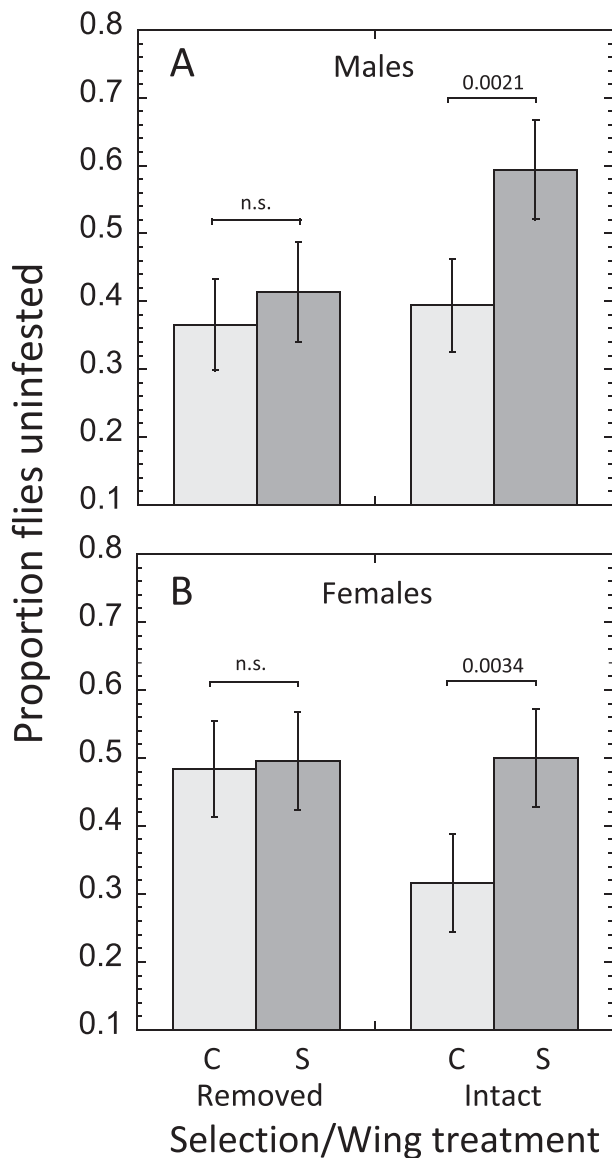 Proportion flies uninfested
A
Males
0.8
0.7
0.6
0.5
0.4
0.3
0.2
0.1
n.s.
0.0021
B
Females
0.8
0.7
0.6
0.5
0.4
0.3
0.2
0.1
n.s.
0.0034
C S C S
Removed Intact
Selection/Wing treatment